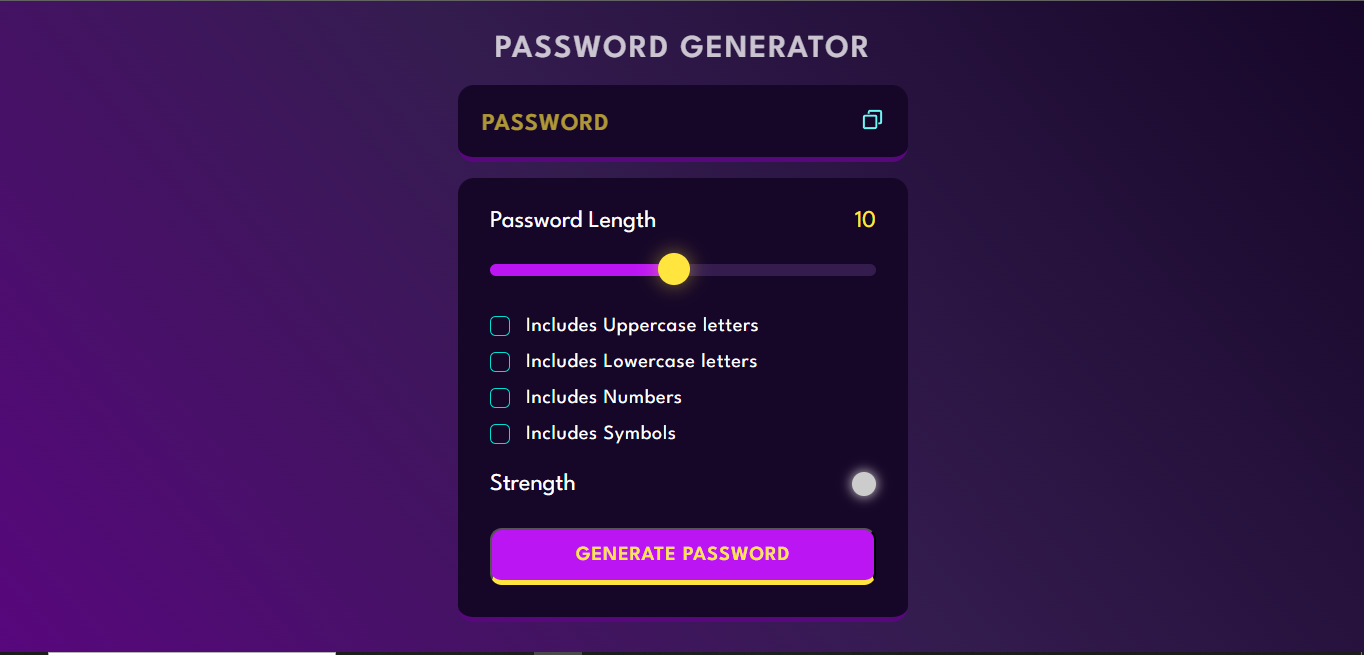 PASSWORD GENERATOR
PASSWORD
Password Length 10
Includes Uppercase letters
Includes Lowercase letters
Includes Numbers
Includes Symbols
Strength
GENERATE PASSWORD